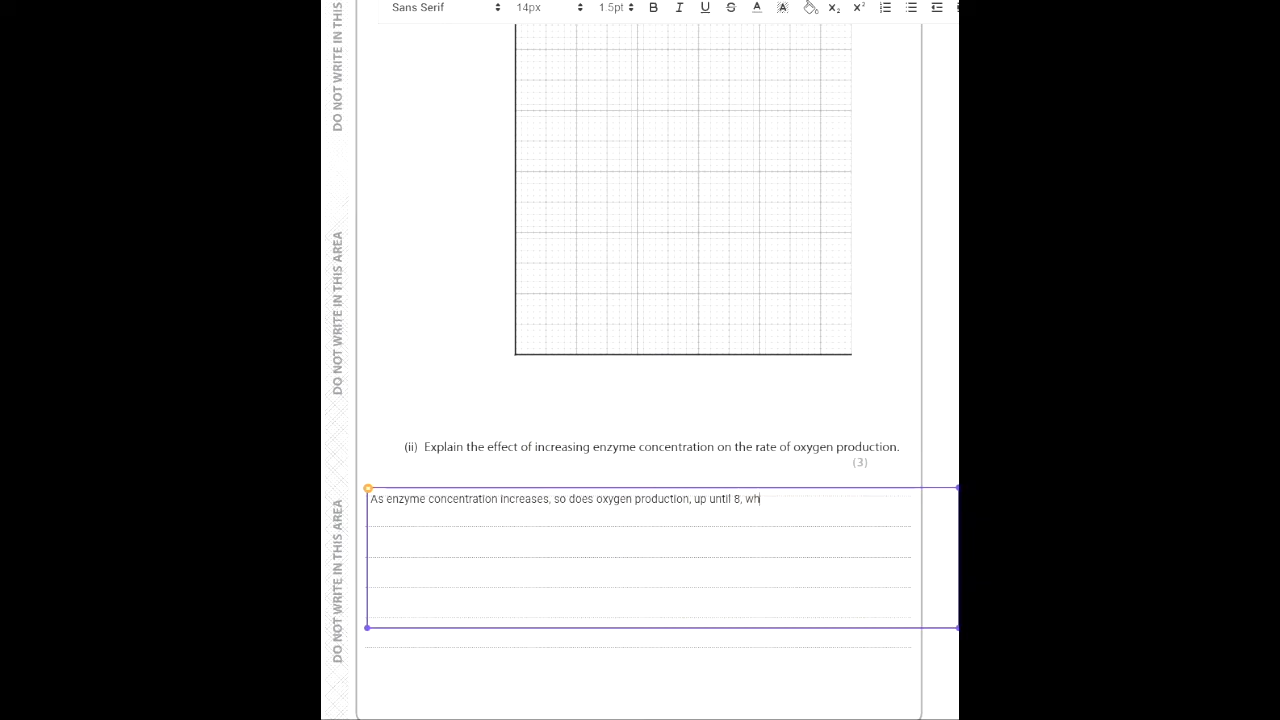 Sans Serif 14px 1.5pt B I U S A A X₂ X²
DO NOT WRITE IN THIS
DO NOT WRITE IN THIS AREA
DO NOT WRITE IN THIS AREA
(ii) Explain the effect of increasing enzyme concentration on the rate of oxygen production.
(3)
As enzyme concentration increases, so does oxygen production, up until 8, wh